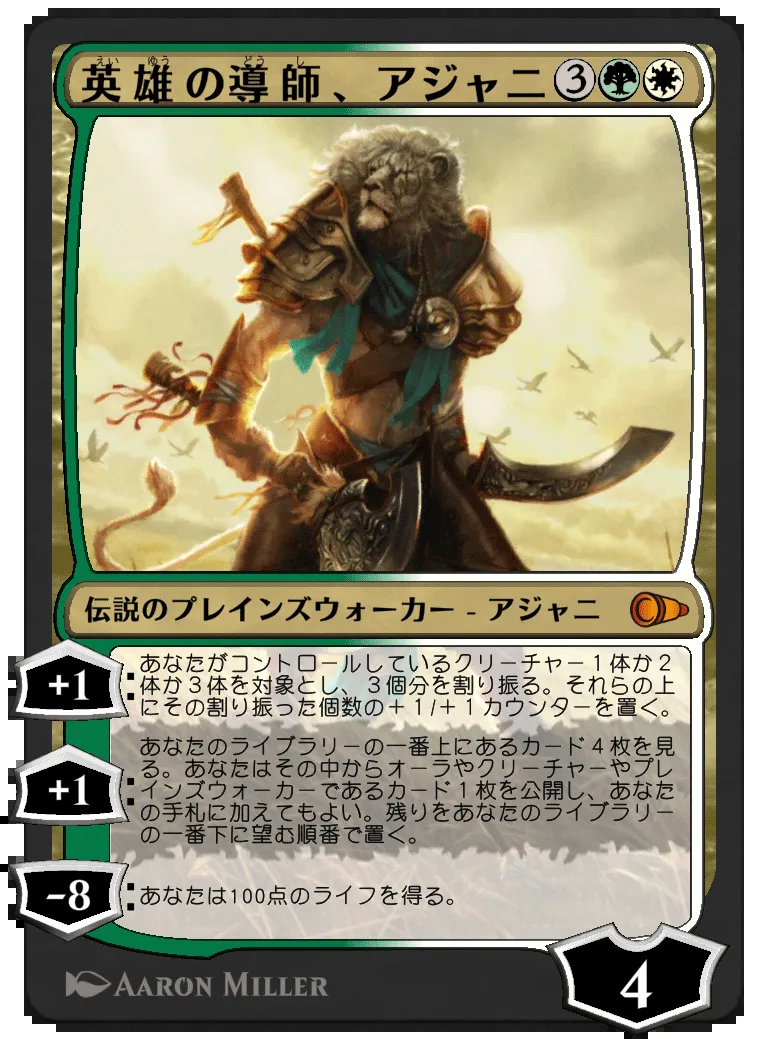 英雄の導師、アジャニ 3
伝説のプレインズウォーカー - アジャニ
+1 : あなたがコントロールしているクリーチャー1体か2
体か3体を対象とし、3個分を割り振る。それらの上
にその割り振った個数の+1/+1カウンターを置く。
+1 : あなたのライブラリーの一番上にあるカード4枚を見
る。あなたはその中からオーラやクリーチャーやプレ
インズウォーカーであるカード1枚を公開し、あなた
の手札に加えてもよい。残りをあなたのライブラリー
の一番下に望む順番で置く。
-8 : あなたは100点のライフを得る。
AARON MILLER
4